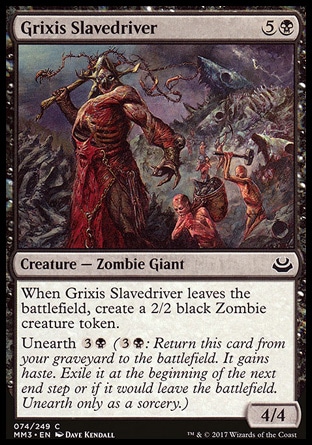 Grixis Slavedriver 5
Creature — Zombie Giant
When Grixis Slavedriver leaves the
battlefield, create a 2/2 black Zombie
creature token.
Unearth 3 (3: Return this card from
your graveyard to the battlefield. It gains
haste. Exile it at the beginning of the next
end step or if it would leave the battlefield.
Unearth only as a sorcery.)
4/4
074/249 C
MM3 • EN DAVE KENDALL
™ & © 2017 Wizards of the Coast